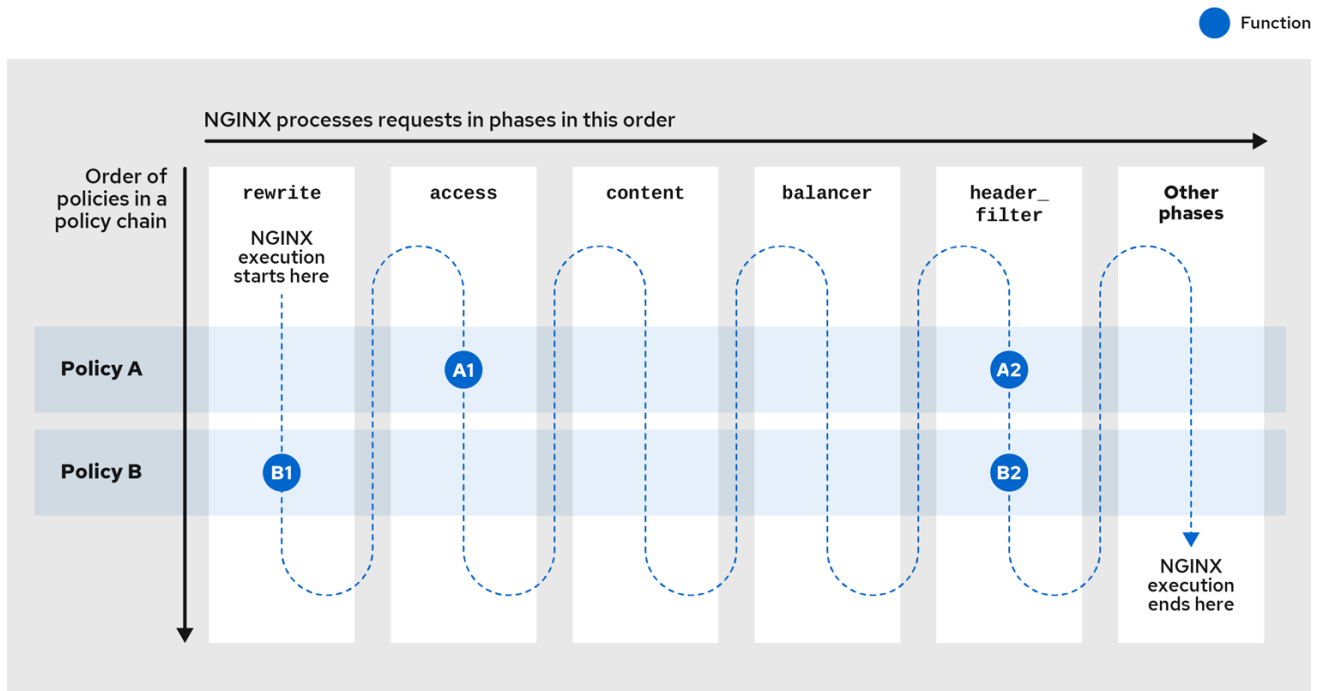 Function
NGINX processes requests in phases in this order
Order of
policies in a
policy chain
rewrite
access
content
balancer
header_
filter
Other
phases
NGINX
execution
starts here
Policy A
A1
A2
Policy B
B1
B2
NGINX
execution
ends here